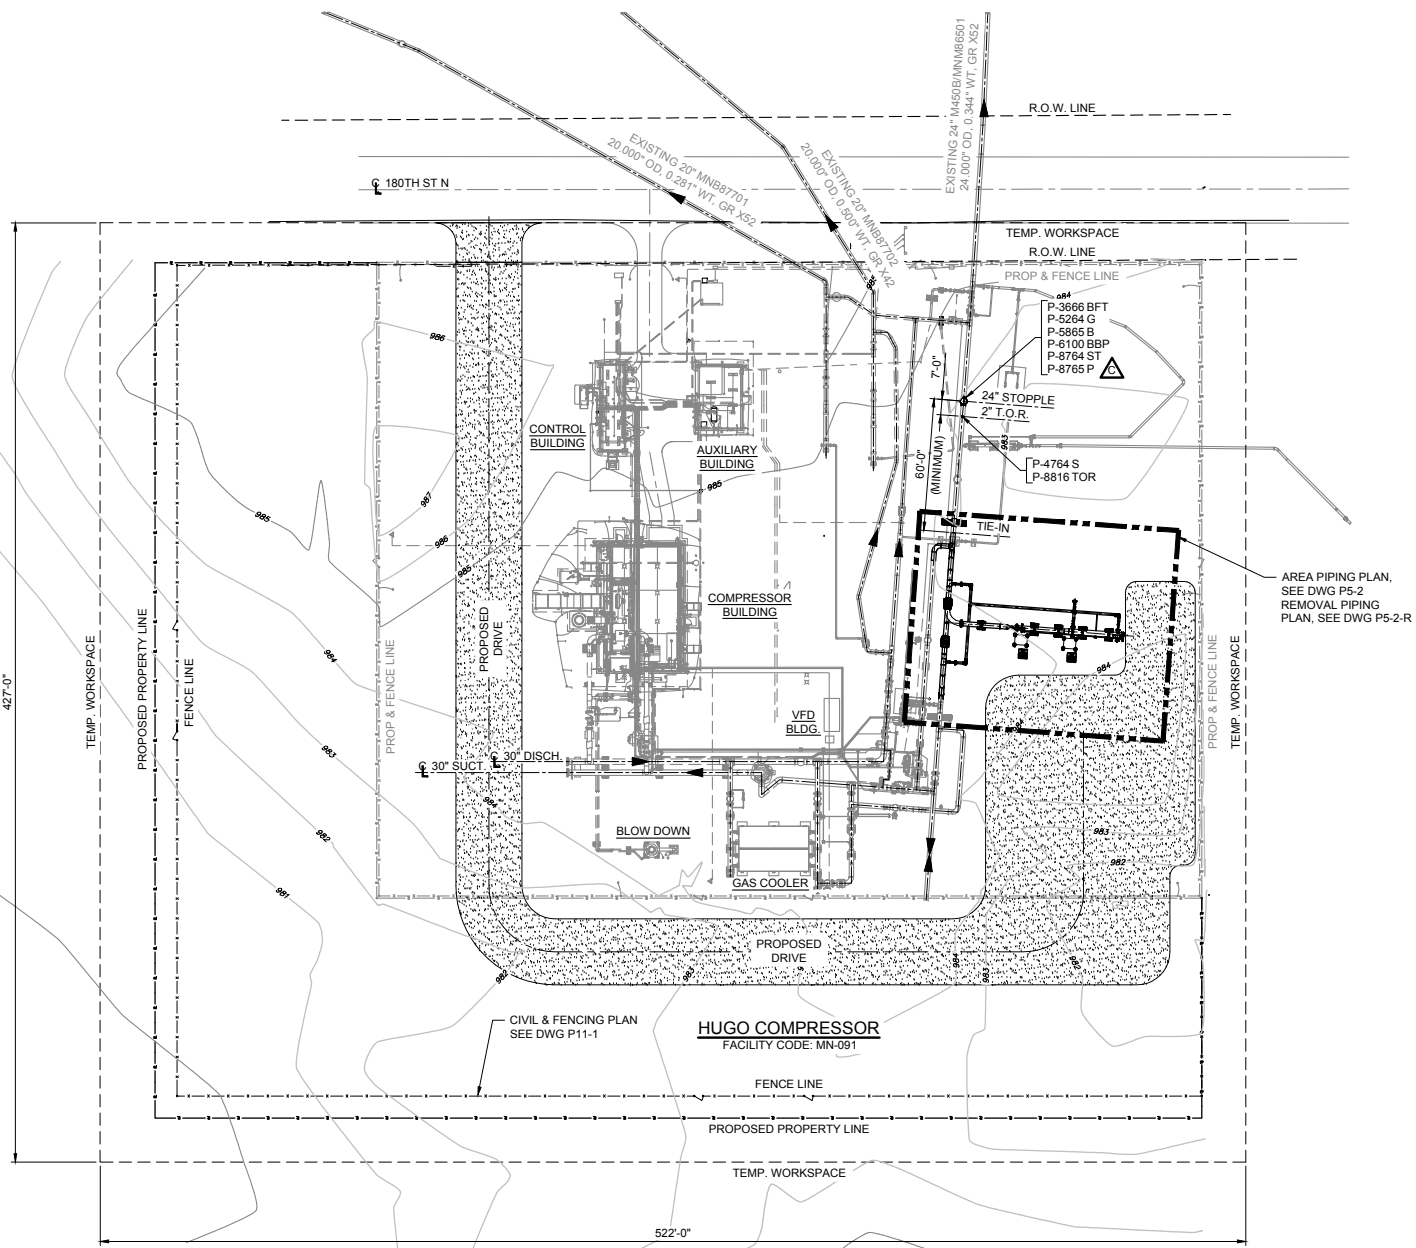 EXISTING 24" M450B/MNM86501
24.000" OD, 0.344" WT, GR X52
R.O.W. LINE
EXISTING 20" MNB87701
20.000" OD, 0.281" WT, GR X52
EXISTING 20" MNB87702
20.000" OD, 0.500" WT, GR X42
180TH ST N
TEMP. WORKSPACE
R.O.W. LINE
PROP & FENCE LINE
984
P-3666 BFT
P-5264 G
P-5865 B
P-6100 BBP
P-8764 ST
P-8765 P
C
986
7'-0"
24" STOPPLE
2" T.O.R.
983
CONTROL
BUILDING
AUXILIARY
BUILDING
60'-0"
(MINIMUM)
P-4764 S
P-8816 TOR
985
987
985
986
985
TIE-IN
AREA PIPING PLAN,
SEE DWG P5-2
REMOVAL PIPING
PLAN, SEE DWG P5-2-R
COMPRESSOR
BUILDING
PROPOSED
DRIVE
427'-0"
TEMP. WORKSPACE
PROPOSED PROPERTY LINE
FENCE LINE
984
PROP & FENCE LINE
984
PROP & FENCE LINE
TEMP. WORKSPACE
VFD
BLDG.
983
30" DISCH.
30" SUCT.
984
982
BLOW DOWN
983
982
GAS COOLER
981
PROPOSED
DRIVE
982
983
984
983
982
CIVIL & FENCING PLAN
SEE DWG P11-1
HUGO COMPRESSOR
FACILITY CODE: MN-091
FENCE LINE
PROPOSED PROPERTY LINE
TEMP. WORKSPACE
522'-0"